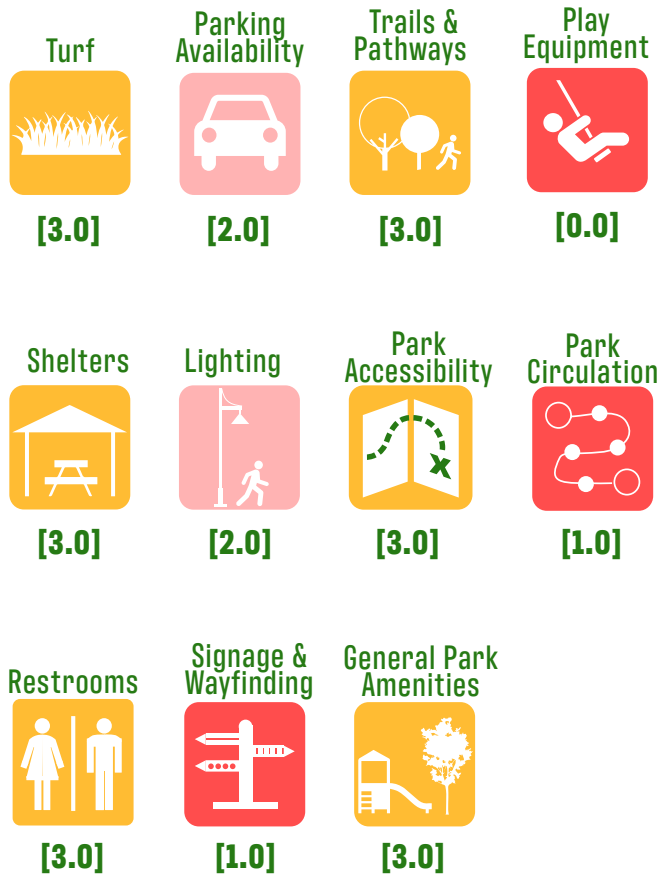 Turf
Parking
Availability
Trails &
Pathways
Play
Equipment
[3.0]
[2.0]
[3.0]
[0.0]
Shelters
Lighting
Park
Accessibility
Park
Circulation
X
[3.0]
[2.0]
[3.0]
[1.0]
Restrooms
Signage &
Wayfinding
General Park
Amenities
[3.0]
[1.0]
[3.0]